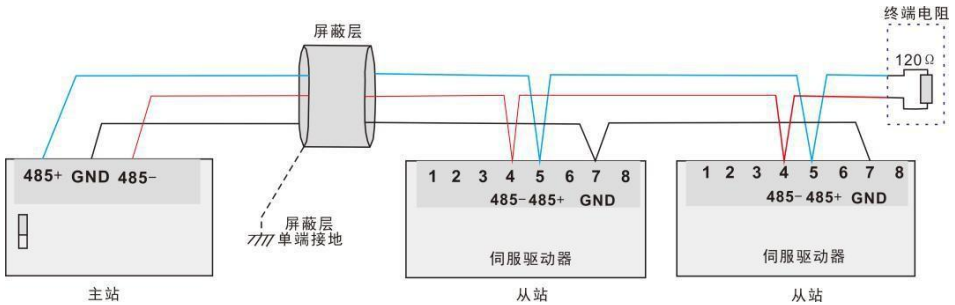 终端电阻
屏蔽层
120Ω
485+ GND 485-
1 2 3 4 5 6 7 8
485- 485+ GND
1 2 3 4 5 6 7 8
485- 485+ GND
屏蔽层
单端接地
伺服驱动器
伺服驱动器
主站
从站
从站